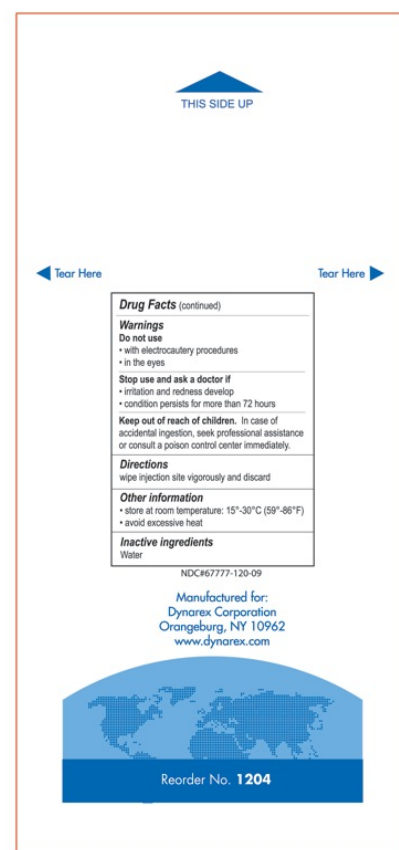 THIS SIDE UP
Tear Here
Tear Here
Drug Facts (continued)
Warnings
Do not use
• with electrocautery procedures
• in the eyes
Stop use and ask a doctor if
• irritation and redness develop
• condition persists for more than 72 hours
Keep out of reach of children. In case of
accidental ingestion, seek professional assistance
or consult a poison control center immediately.
Directions
wipe injection site vigorously and discard
Other information
• store at room temperature: 15°-30°C (59°-86°F)
• avoid excessive heat
Inactive ingredients
Water
NDC#67777-120-09
Manufactured for:
Dynarex Corporation
Orangeburg, NY 10962
www.dynarex.com
Reorder No. 1204